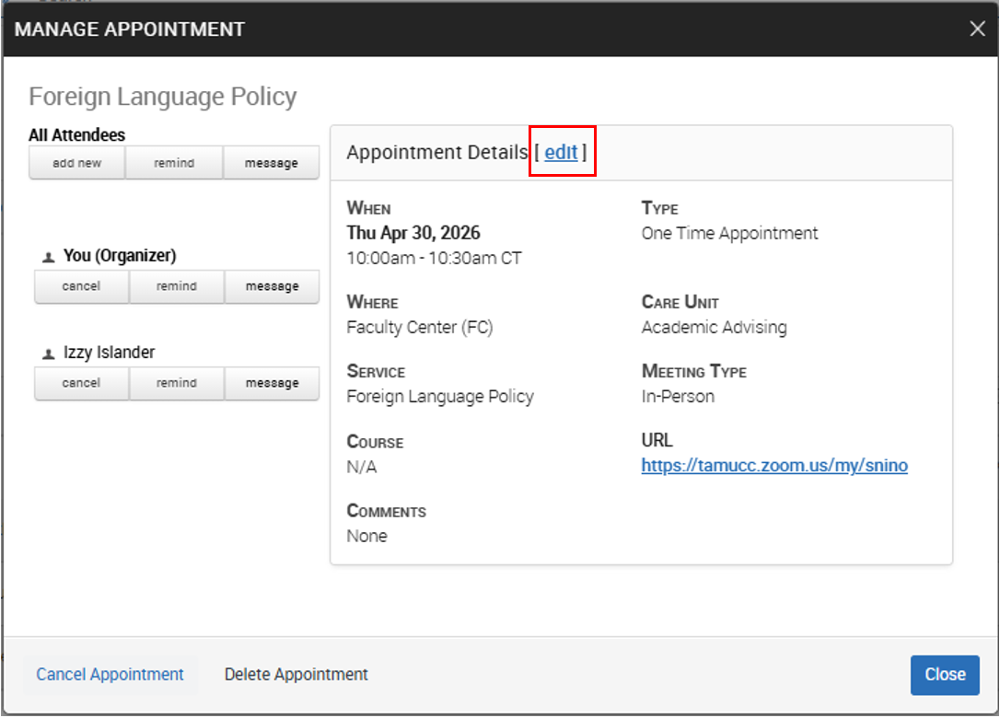 MANAGE APPOINTMENT
Foreign Language Policy
All Attendees
add new remind message
You (Organizer)
cancel remind message
Izzy Islander
cancel remind message
Appointment Details [ edit ]
WHEN
Thu Apr 30, 2026
10:00am - 10:30am CT
TYPE
One Time Appointment
WHERE
Faculty Center (FC)
CARE UNIT
Academic Advising
SERVICE
Foreign Language Policy
MEETING TYPE
In-Person
COURSE
N/A
URL
https://tamucc.zoom.us/my/snino
COMMENTS
None
Cancel Appointment Delete Appointment Close